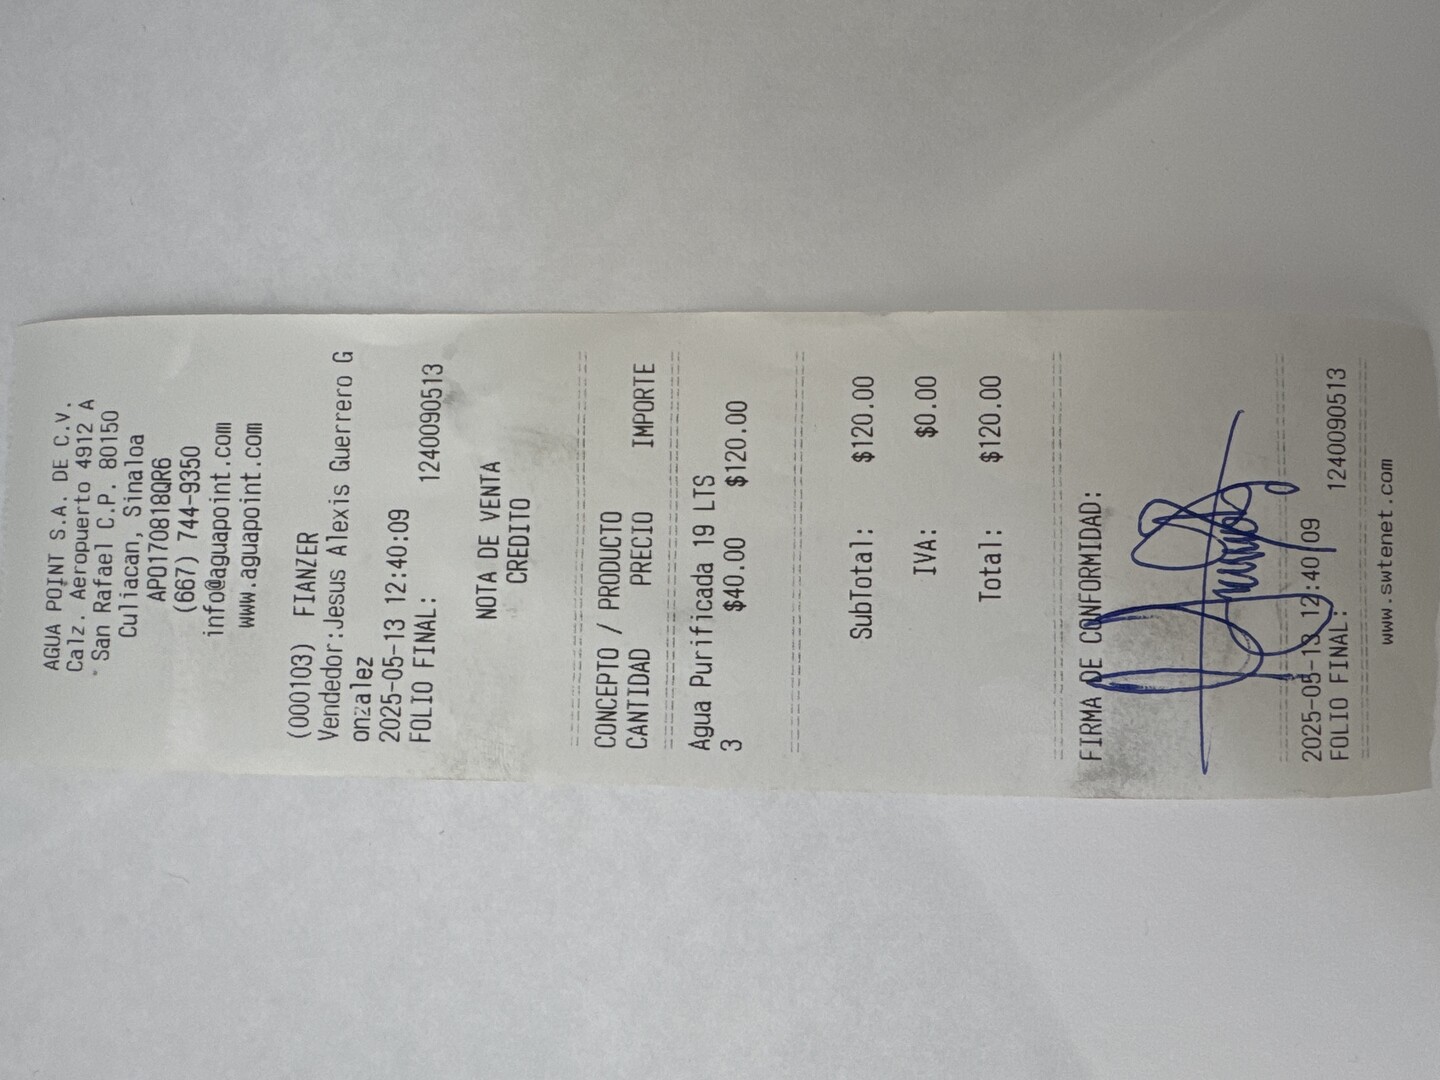 AGUA POINT S.A. DE C.V.
Calz. Aeropuerto 4912 A
San Rafael C.P. 80150
Culiacan, Sinaloa
APO170818QR6
(667) 744-9350
info@aguapoint.com
www.aguapoint.com
(000103) FIANZER
Vendedor:Jesus Alexis Guerrero G
onzalez
2025-05-13 12:40:09
FOLIO FINAL: 1240090513
NOTA DE VENTA
CREDITO
CONCEPTO / PRODUCTO
CANTIDAD PRECIO IMPORTE
Agua Purificada 19 LTS
3 $40.00 $120.00
SubTotal: $120.00
IVA: $0.00
Total: $120.00
FIRMA DE CONFORMIDAD:
2025-05-13 12:40:09
FOLIO FINAL: 1240090513
www.swtenet.com